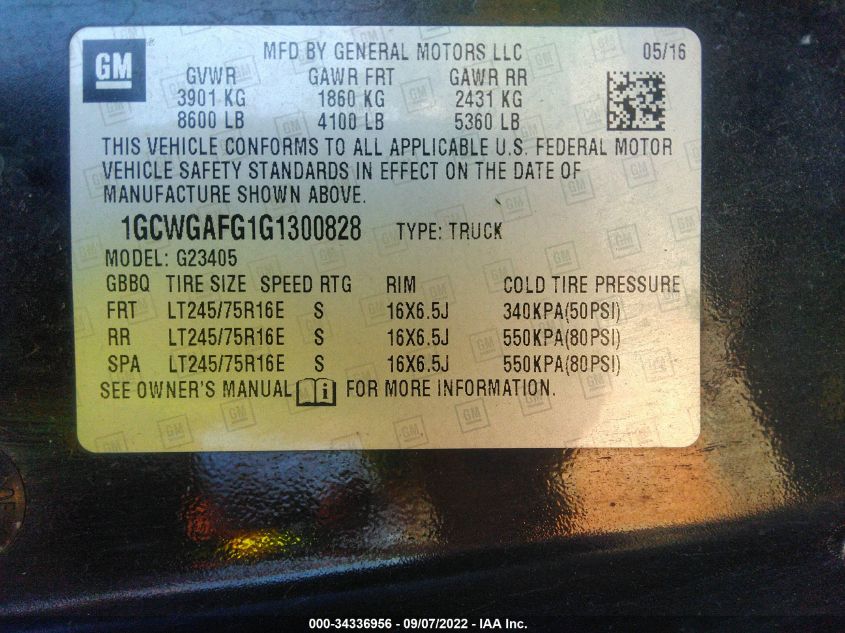 GM MFD BY GENERAL MOTORS LLC 05/16
GVWR GAWR FRT GAWR RR
3901 KG 1860 KG 2431 KG
8600 LB 4100 LB 5360 LB
THIS VEHICLE CONFORMS TO ALL APPLICABLE U.S. FEDERAL MOTOR
VEHICLE SAFETY STANDARDS IN EFFECT ON THE DATE OF
MANUFACTURE SHOWN ABOVE.
1GCWGAFG1G1300828 TYPE: TRUCK
MODEL: G23405
GBBQ TIRE SIZE SPEED RTG RIM COLD TIRE PRESSURE
FRT LT245/75R16E S 16X6.5J 340KPA(50PSI)
RR LT245/75R16E S 16X6.5J 550KPA(80PSI)
SPA LT245/75R16E S 16X6.5J 550KPA(80PSI)
SEE OWNER'S MANUAL i FOR MORE INFORMATION.
000-34336956 - 09/07/2022 - IAA Inc.